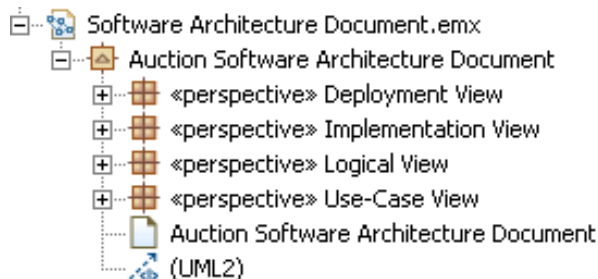 Software Architecture Document.emx
Auction Software Architecture Document
«perspective» Deployment View
«perspective» Implementation View
«perspective» Logical View
«perspective» Use-Case View
Auction Software Architecture Document
(UML2)